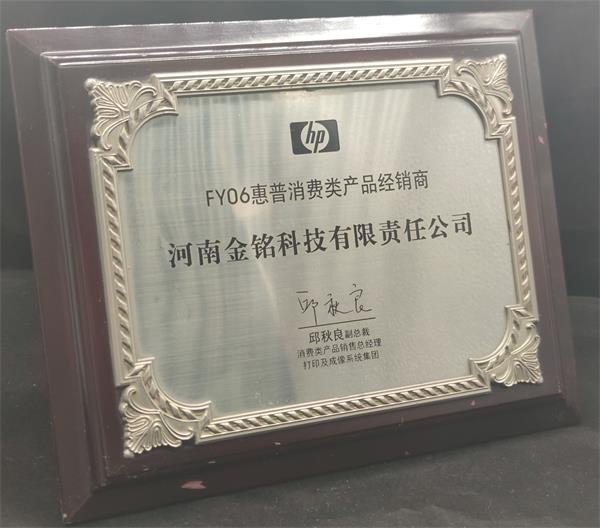 hp
FY06惠普消费类产品经销商
河南金铭科技有限责任公司
邱秋良
邱秋良副总裁
消费类产品销售总经理
打印及成像系统集团